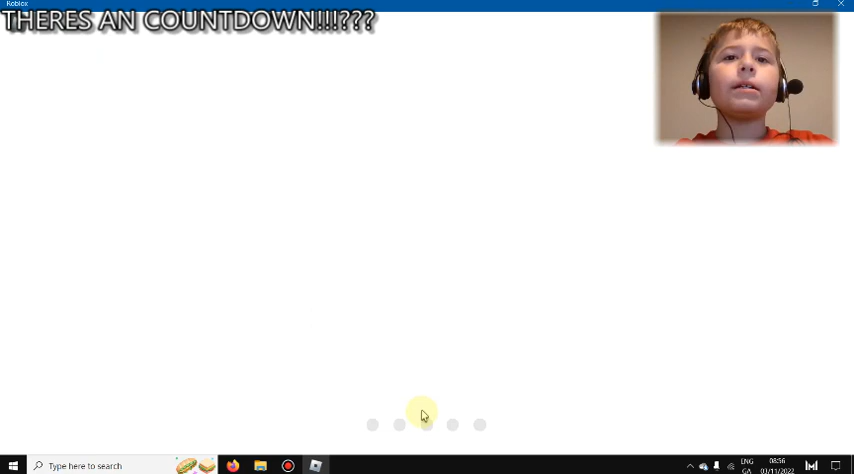 Roblox
THERES AN COUNTDOWN!!!???
Type here to search
ENG
GA
08:56
03/11/2022